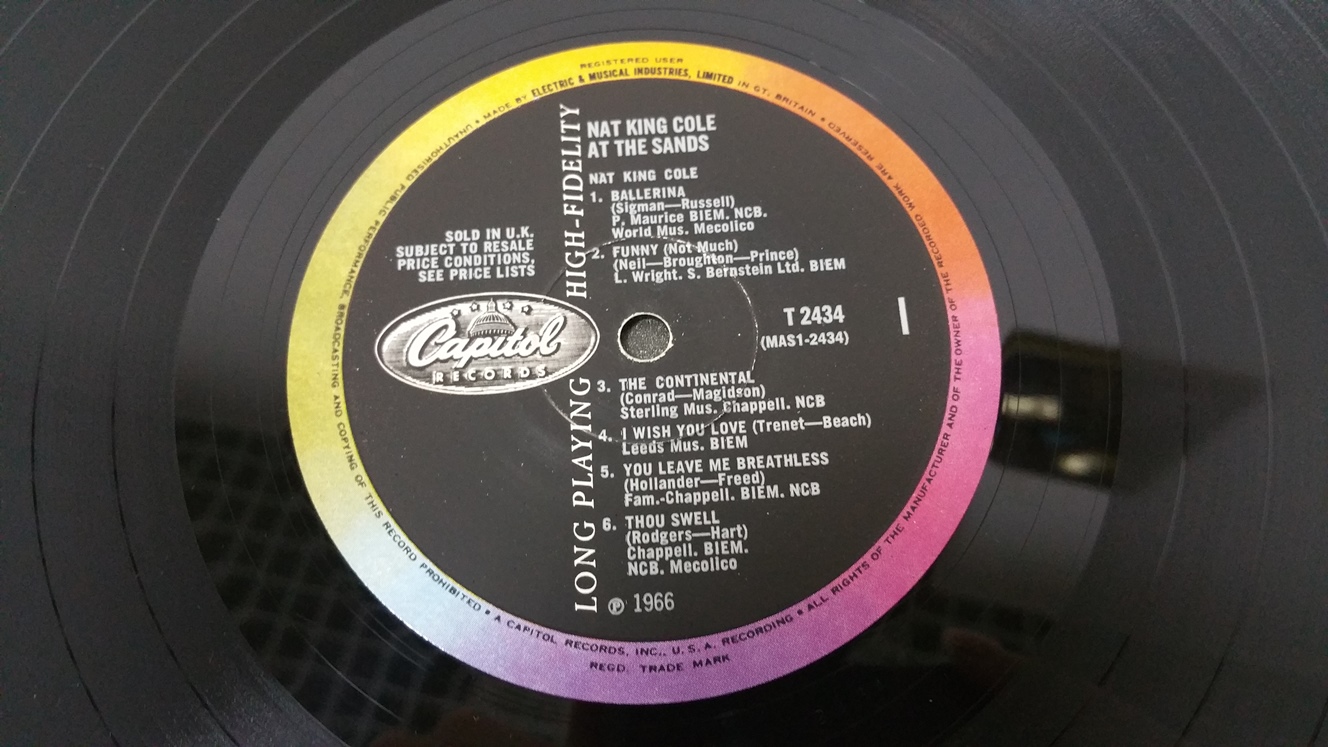 REGISTERED USER
UNAUTHORISED PUBLIC PERFORMANCE, BROADCASTING AND COPYING OF THIS RECORD PROHIBITED • A CAPITOL RECORDS, INC., U.S.A. RECORDING • ALL RIGHTS OF THE MANUFACTURER AND OF THE OWNER OF THE RECORDED WORK ARE RESERVED • MADE BY ELECTRIC & MUSICAL INDUSTRIES, LIMITED IN GT. BRITAIN •
REGD. TRADE MARK
LONG PLAYING HIGH-FIDELITY
NAT KING COLE
AT THE SANDS
NAT KING COLE
1. BALLERINA
(Sigman—Russell)
P. Maurice BIEM. NCB.
World Mus. Mecolico
2. FUNNY (Not Much)
(Neil—Broughton—Prince)
L. Wright. S. Bernstein Ltd. BIEM
SOLD IN U.K.
SUBJECT TO RESALE
PRICE CONDITIONS,
SEE PRICE LISTS
Capitol
RECORDS
T 2434
(MAS1-2434)
1
3. THE CONTINENTAL
(Conrad—Magidson)
Sterling Mus. Chappell. NCB
4. I WISH YOU LOVE (Trenet—Beach)
Leeds Mus. BIEM
5. YOU LEAVE ME BREATHLESS
(Hollander—Freed)
Fam.-Chappell. BIEM. NCB
6. THOU SWELL
(Rodgers—Hart)
Chappell. BIEM.
NCB. Mecolico
℗ 1966